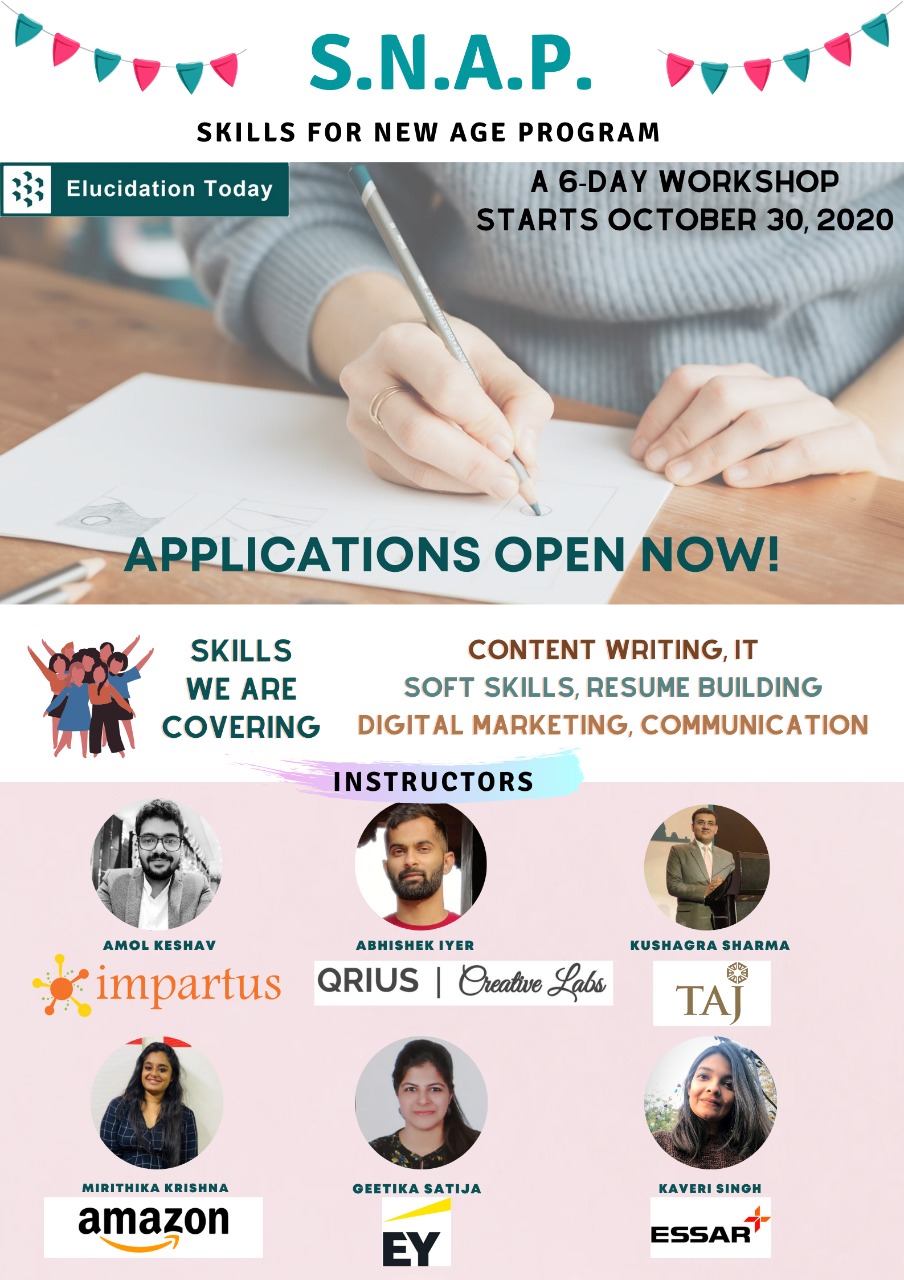 S.N.A.P.
SKILLS FOR NEW AGE PROGRAM
Elucidation Today
A 6-DAY WORKSHOP
STARTS OCTOBER 30, 2020
APPLICATIONS OPEN NOW!
SKILLS
WE ARE
COVERING
CONTENT WRITING, IT
SOFT SKILLS, RESUME BUILDING
DIGITAL MARKETING, COMMUNICATION
INSTRUCTORS
AMOL KESHAV
impartus
ABHISHEK IYER
QRIUS | Creative Labs
KUSHAGRA SHARMA
TAJ
MIRITHIKA KRISHNA
amazon
GEETIKA SATIJA
EY
KAVERI SINGH
ESSAR